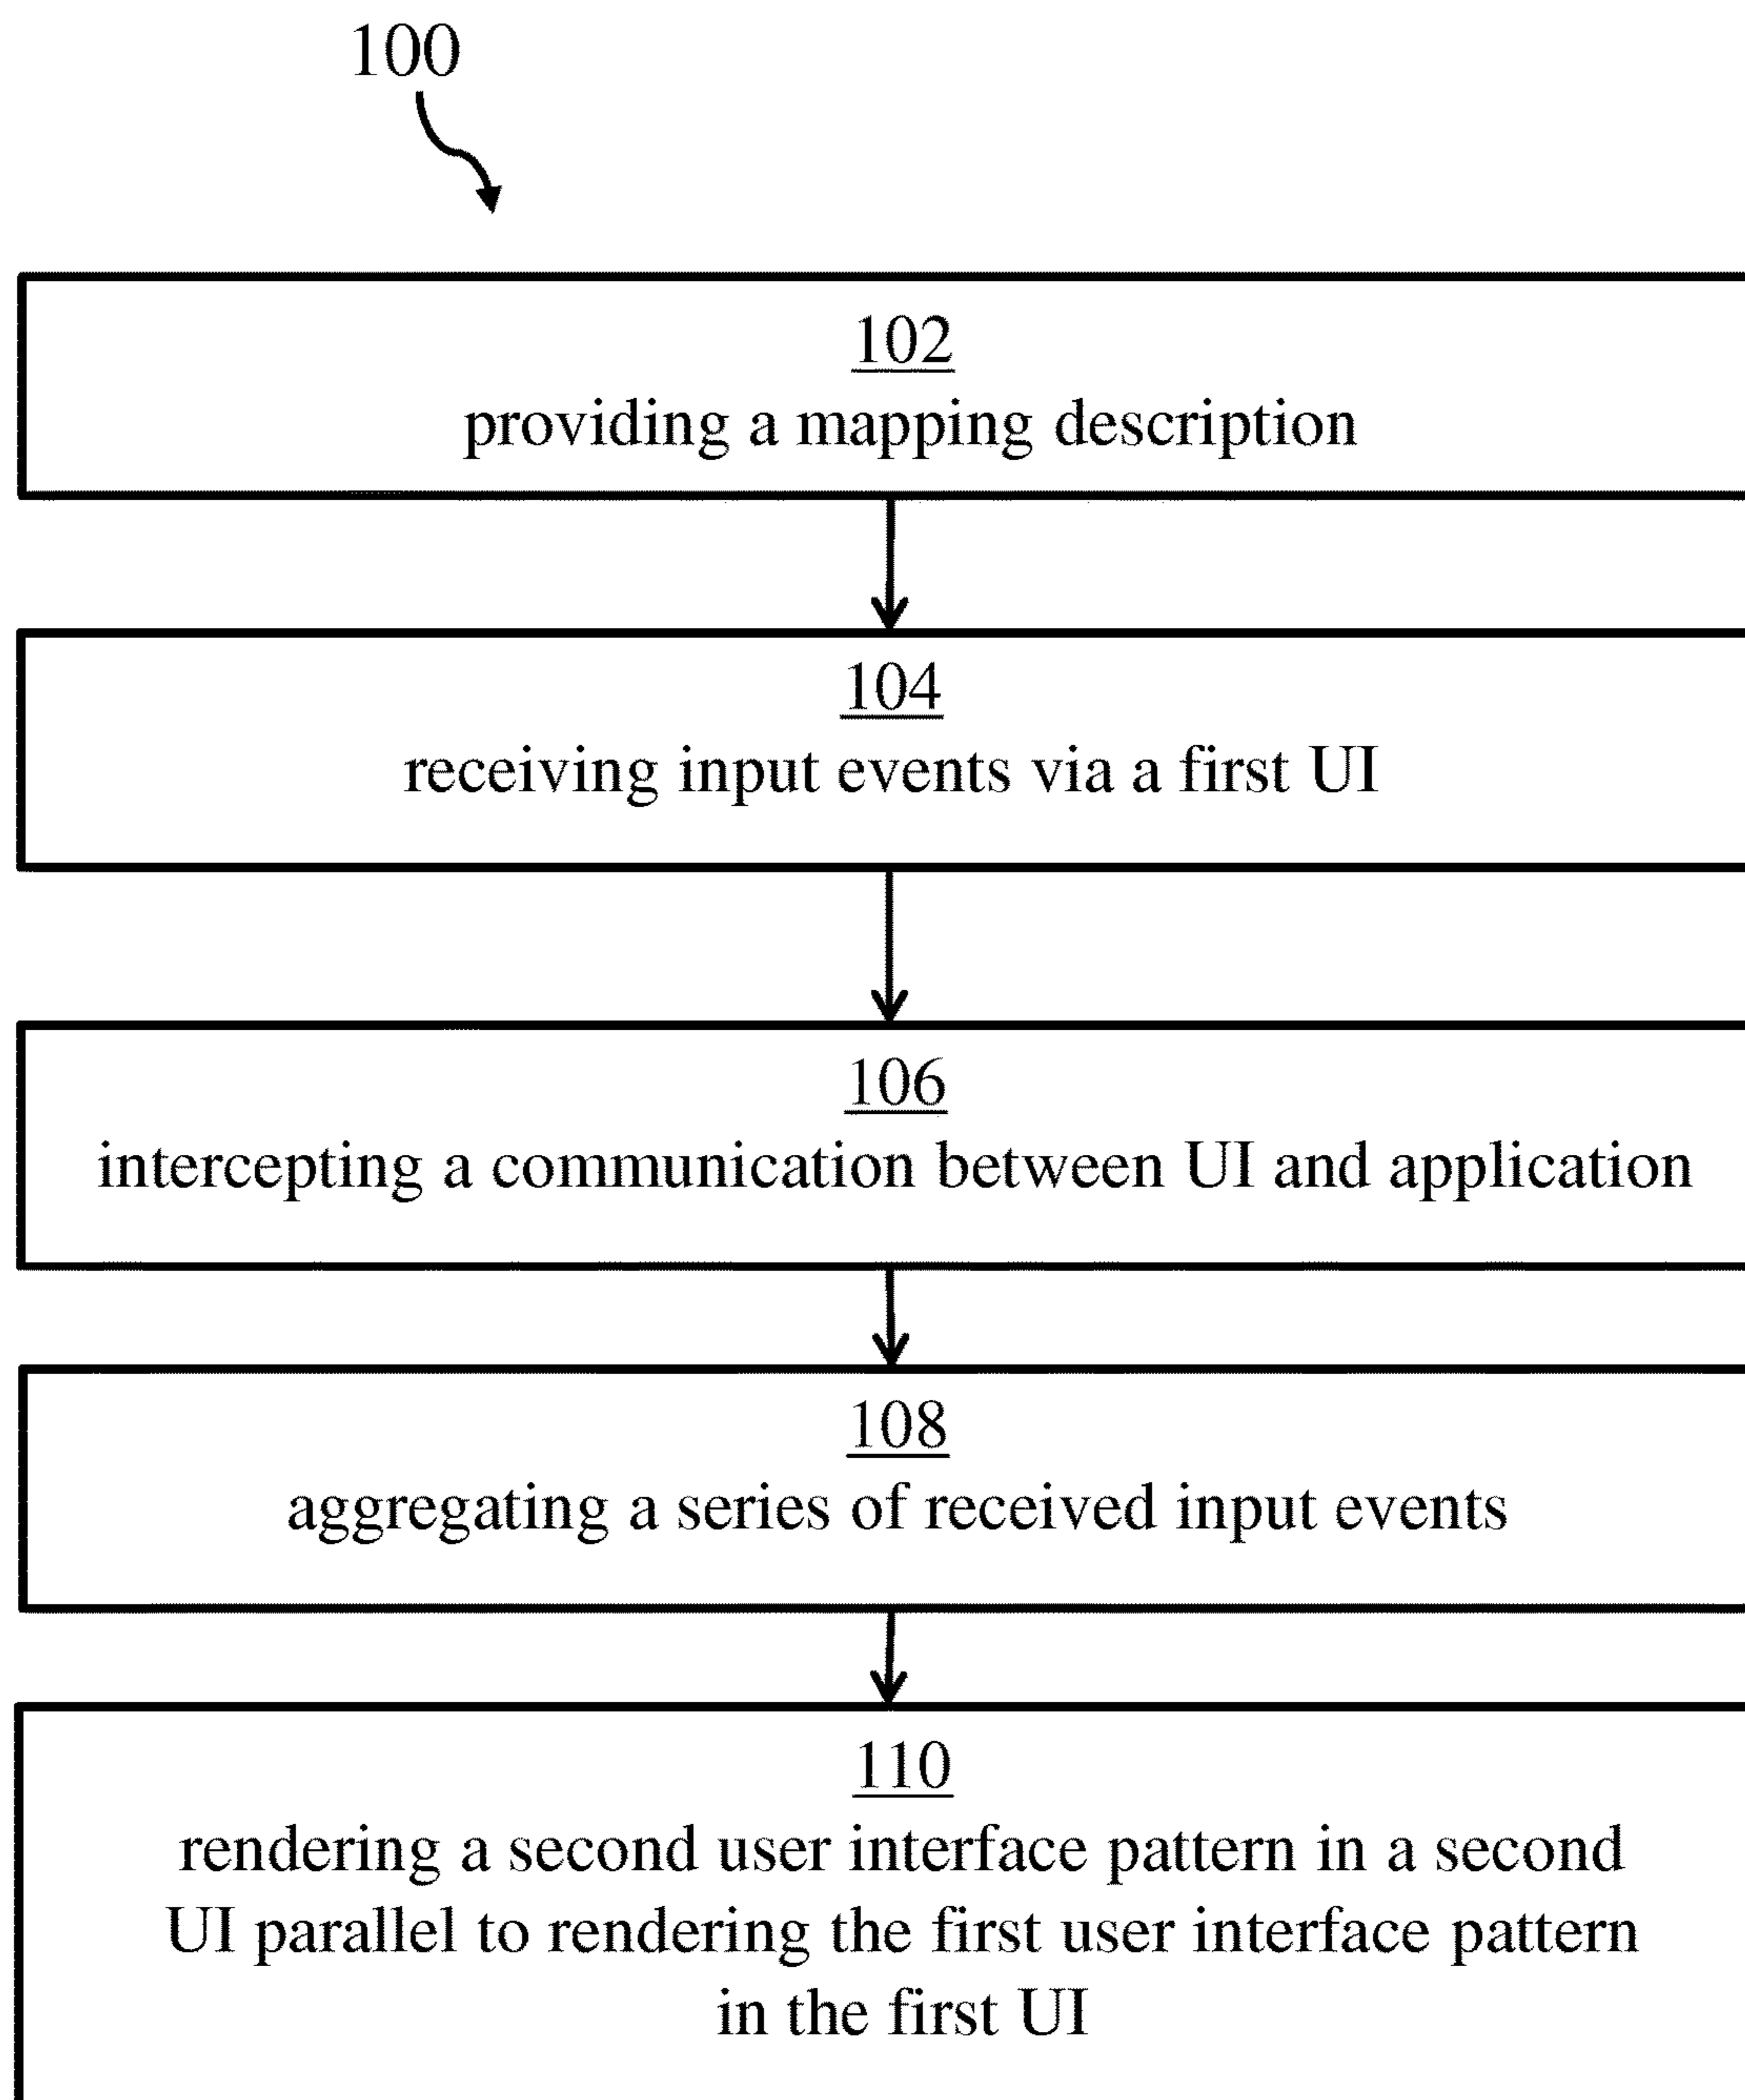 100
102
providing a mapping description
104
receiving input events via a first UI
106
intercepting a communication between UI and application
108
aggregating a series of received input events
110
rendering a second user interface pattern in a second
UI parallel to rendering the first user interface pattern
in the first UI